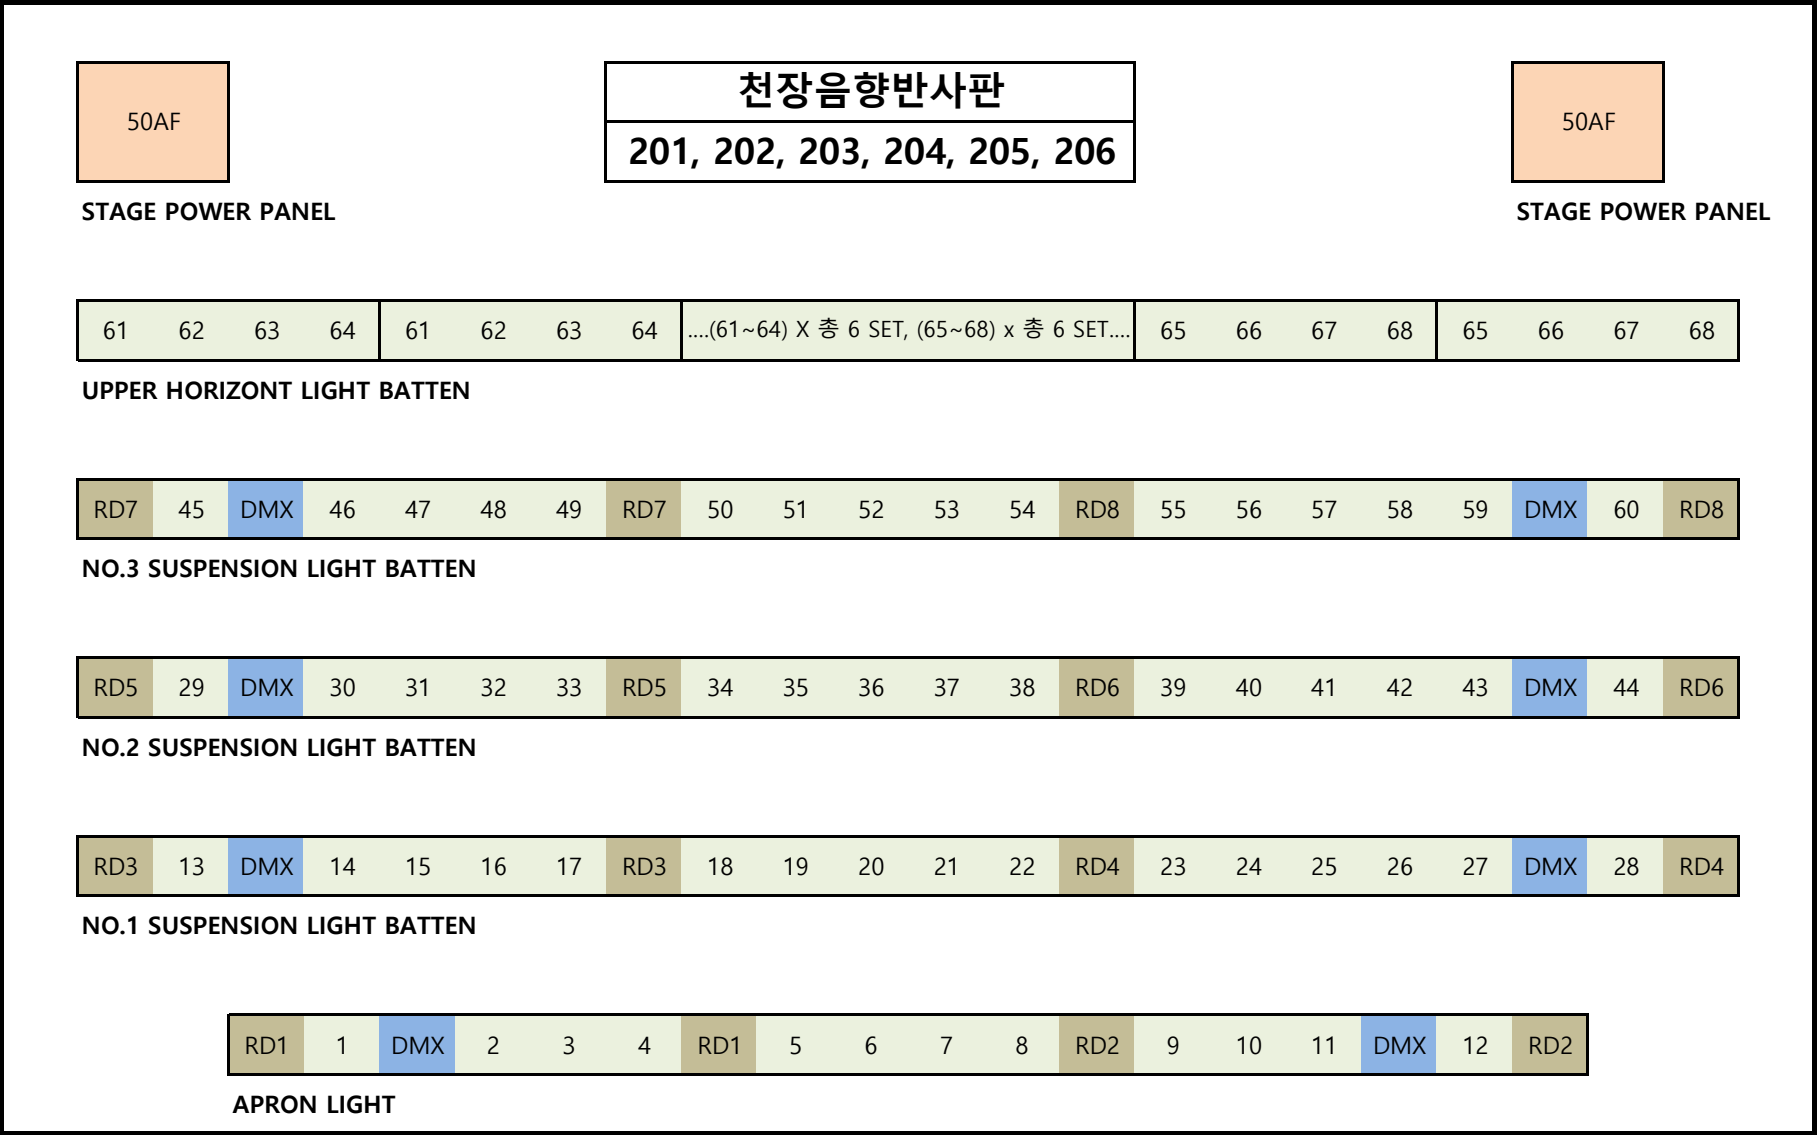 50AF
천장음향반사판
50AF
201, 202, 203, 204, 205, 206
STAGE POWER PANEL
STAGE POWER PANEL
61 62 63 64 61 62 63 64 ....(61~64) X 총 6 SET, (65~68) x 총 6 SET.... 65 66 67 68 65 66 67 68
UPPER HORIZONT LIGHT BATTEN
RD7 45 DMX 46 47 48 49 RD7 50 51 52 53 54 RD8 55 56 57 58 59 DMX 60 RD8
NO.3 SUSPENSION LIGHT BATTEN
RD5 29 DMX 30 31 32 33 RD5 34 35 36 37 38 RD6 39 40 41 42 43 DMX 44 RD6
NO.2 SUSPENSION LIGHT BATTEN
RD3 13 DMX 14 15 16 17 RD3 18 19 20 21 22 RD4 23 24 25 26 27 DMX 28 RD4
NO.1 SUSPENSION LIGHT BATTEN
RD1 1 DMX 2 3 4 RD1 5 6 7 8 RD2 9 10 11 DMX 12 RD2
APRON LIGHT